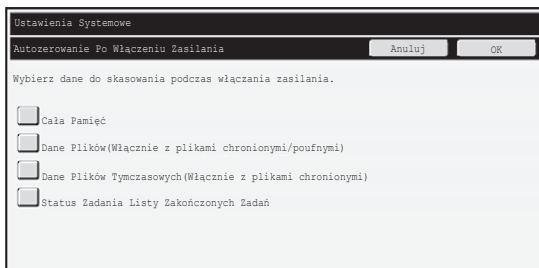 Ustawienia Systemowe
Autozerowanie Po Włączeniu Zasilania Anuluj OK
Wybierz dane do skasowania podczas włączania zasilania.
Cała Pamięć
Dane Plików(Włącznie z plikami chronionymi/poufnymi)
Dane Plików Tymczasowych(Włącznie z plikami chronionymi)
Status Zadania Listy Zakończonych Zadań